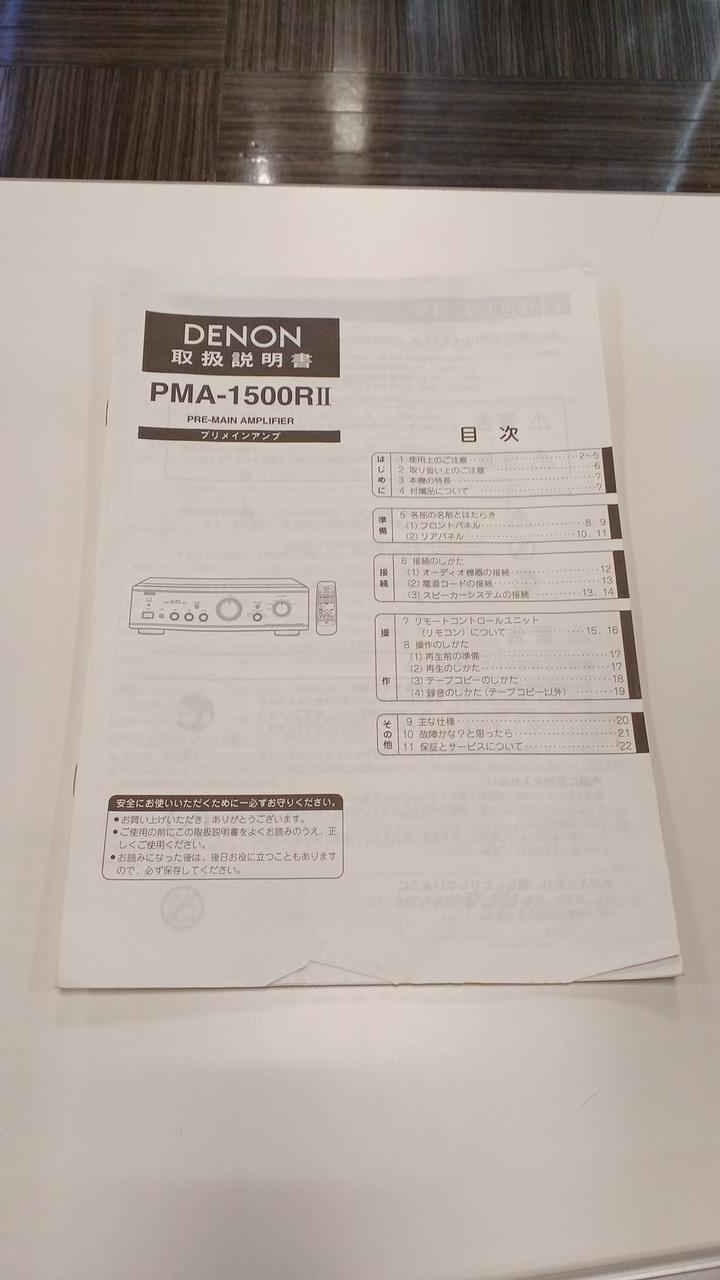 DENON
取扱説明書
PMA-1500RⅡ
PRE-MAIN AMPLIFIER
プリメインアンプ
目 次
はじめに
1 使用上のご注意 2～5
2 取り扱い上のご注意 6
3 本機の特長 7
4 付属品について 7
準備
5 各部の名前とはたらき
(1) フロントパネル 8, 9
(2) リアパネル 10, 11
接続
6 接続のしかた
(1) オーディオ機器の接続 12
(2) 電源コードの接続 13
(3) スピーカーシステムの接続 13, 14
操作
7 リモートコントロールユニット
(リモコン) について 15, 16
8 操作のしかた
(1) 再生前の準備 17
(2) 再生のしかた 17
(3) テープコピーのしかた 18
(4) 録音のしかた (テープコピー以外) 19
その他
9 主な仕様 20
10 故障かな？と思ったら 21
11 保証とサービスについて 22
安全にお使いいただくために―必ずお守りください。
●お買い上げいただき、ありがとうございます。
●ご使用の前にこの取扱説明書をよくお読みのうえ、正
しくご使用ください。
●お読みになった後は、後日お役に立つこともあります
ので、必ず保存してください。